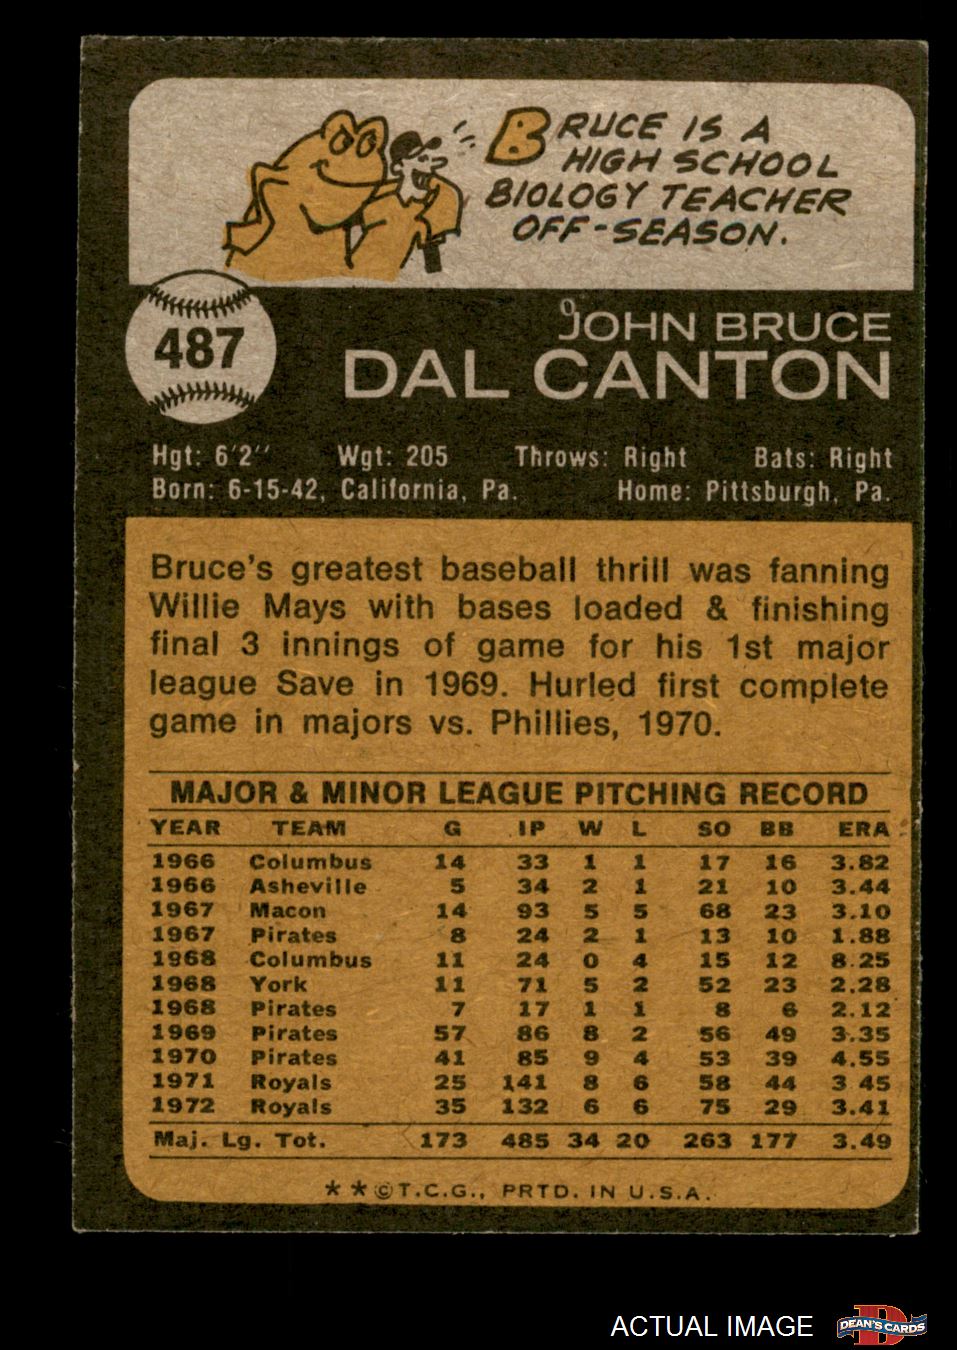 BRUCE IS A
HIGH SCHOOL
BIOLOGY TEACHER
OFF-SEASON.
487
JOHN BRUCE
DAL CANTON
Hgt: 6'2'' Wgt: 205 Throws: Right Bats: Right
Born: 6-15-42, California, Pa. Home: Pittsburgh, Pa.
Bruce's greatest baseball thrill was fanning
Willie Mays with bases loaded & finishing
final 3 innings of game for his 1st major
league Save in 1969. Hurled first complete
game in majors vs. Phillies, 1970.
MAJOR & MINOR LEAGUE PITCHING RECORD
YEAR TEAM G IP W L SO BB ERA
1966 Columbus 14 33 1 1 17 16 3.82
1966 Asheville 5 34 2 1 21 10 3.44
1967 Macon 14 93 5 5 68 23 3.10
1967 Pirates 8 24 2 1 13 10 1.88
1968 Columbus 11 24 0 4 15 12 8.25
1968 York 11 71 5 2 52 23 2.28
1968 Pirates 7 17 1 1 8 6 2.12
1969 Pirates 57 86 8 2 56 49 3.35
1970 Pirates 41 85 9 4 53 39 4.55
1971 Royals 25 141 8 6 58 44 3.45
1972 Royals 35 132 6 6 75 29 3.41
Maj. Lg. Tot. 173 485 34 20 263 177 3.49
**©T.C.G., PRTD. IN U.S.A.
ACTUAL IMAGE
DEAN'S CARDS